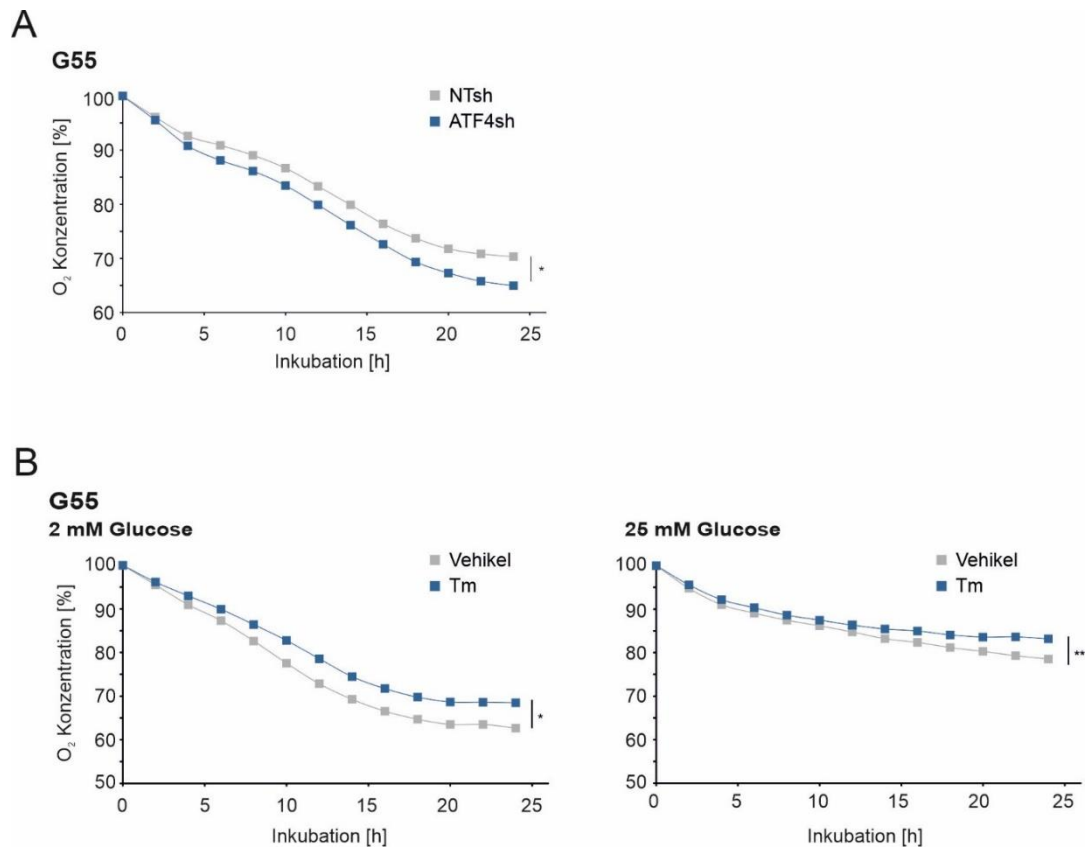 A
G55
NTsh
ATF4sh
O₂ Konzentration [%]
100
90
80
70
60
0 5 10 15 20 25
Inkubation [h]
*
B
G55
2 mM Glucose
Vehikel
Tm
O₂ Konzentration [%]
100
90
80
70
60
50
0 5 10 15 20 25
Inkubation [h]
*
25 mM Glucose
Vehikel
Tm
100
90
80
70
60
50
0 5 10 15 20 25
Inkubation [h]
**